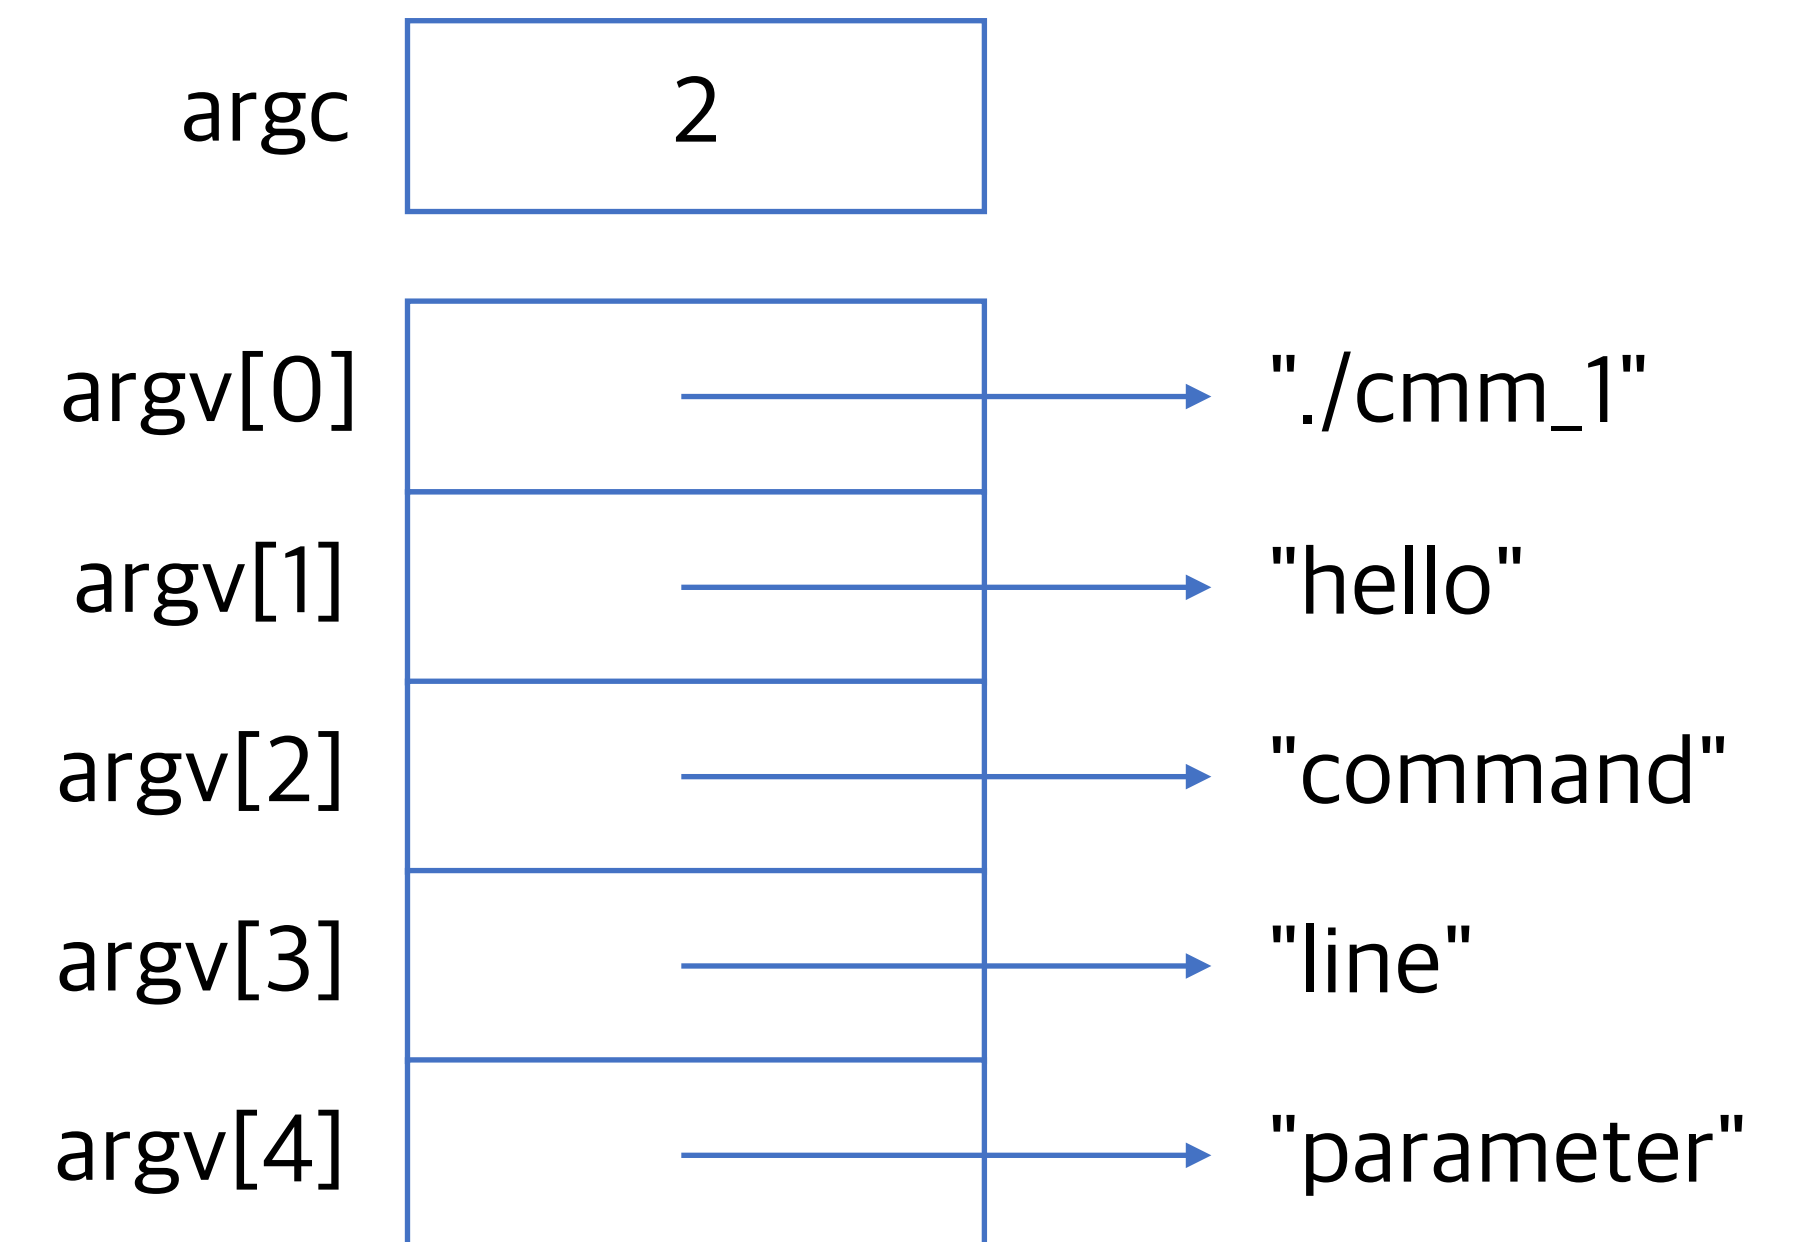 argc 2
argv[0] "./cmm_1"
argv[1] "hello"
argv[2] "command"
argv[3] "line"
argv[4] "parameter"